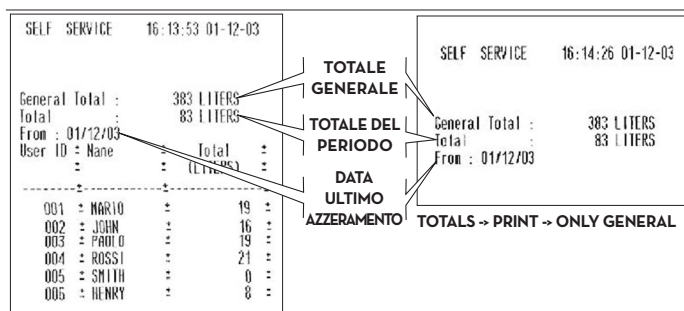 SELF SERVICE 16:13:53 01-12-03
General Total : 383 LITERS
Total : 83 LITERS
From : 01/12/03
User ID ± Name ± Total ±
± ± (LITERS) ±
001 ± MARIO ± 19 ±
002 ± JOHN ± 16 ±
003 ± PAOLO ± 19 ±
004 ± ROSSI ± 21 ±
005 ± SMITH ± 0 ±
006 ± HENRY ± 8 ±
TOTALE
GENERALE
TOTALE DEL
PERIODO
DATA
ULTIMO
AZZERAMENTO
SELF SERVICE 16:14:26 01-12-03
General Total : 383 LITERS
Total : 83 LITERS
From : 01/12/03
TOTALS -> PRINT -> ONLY GENERAL